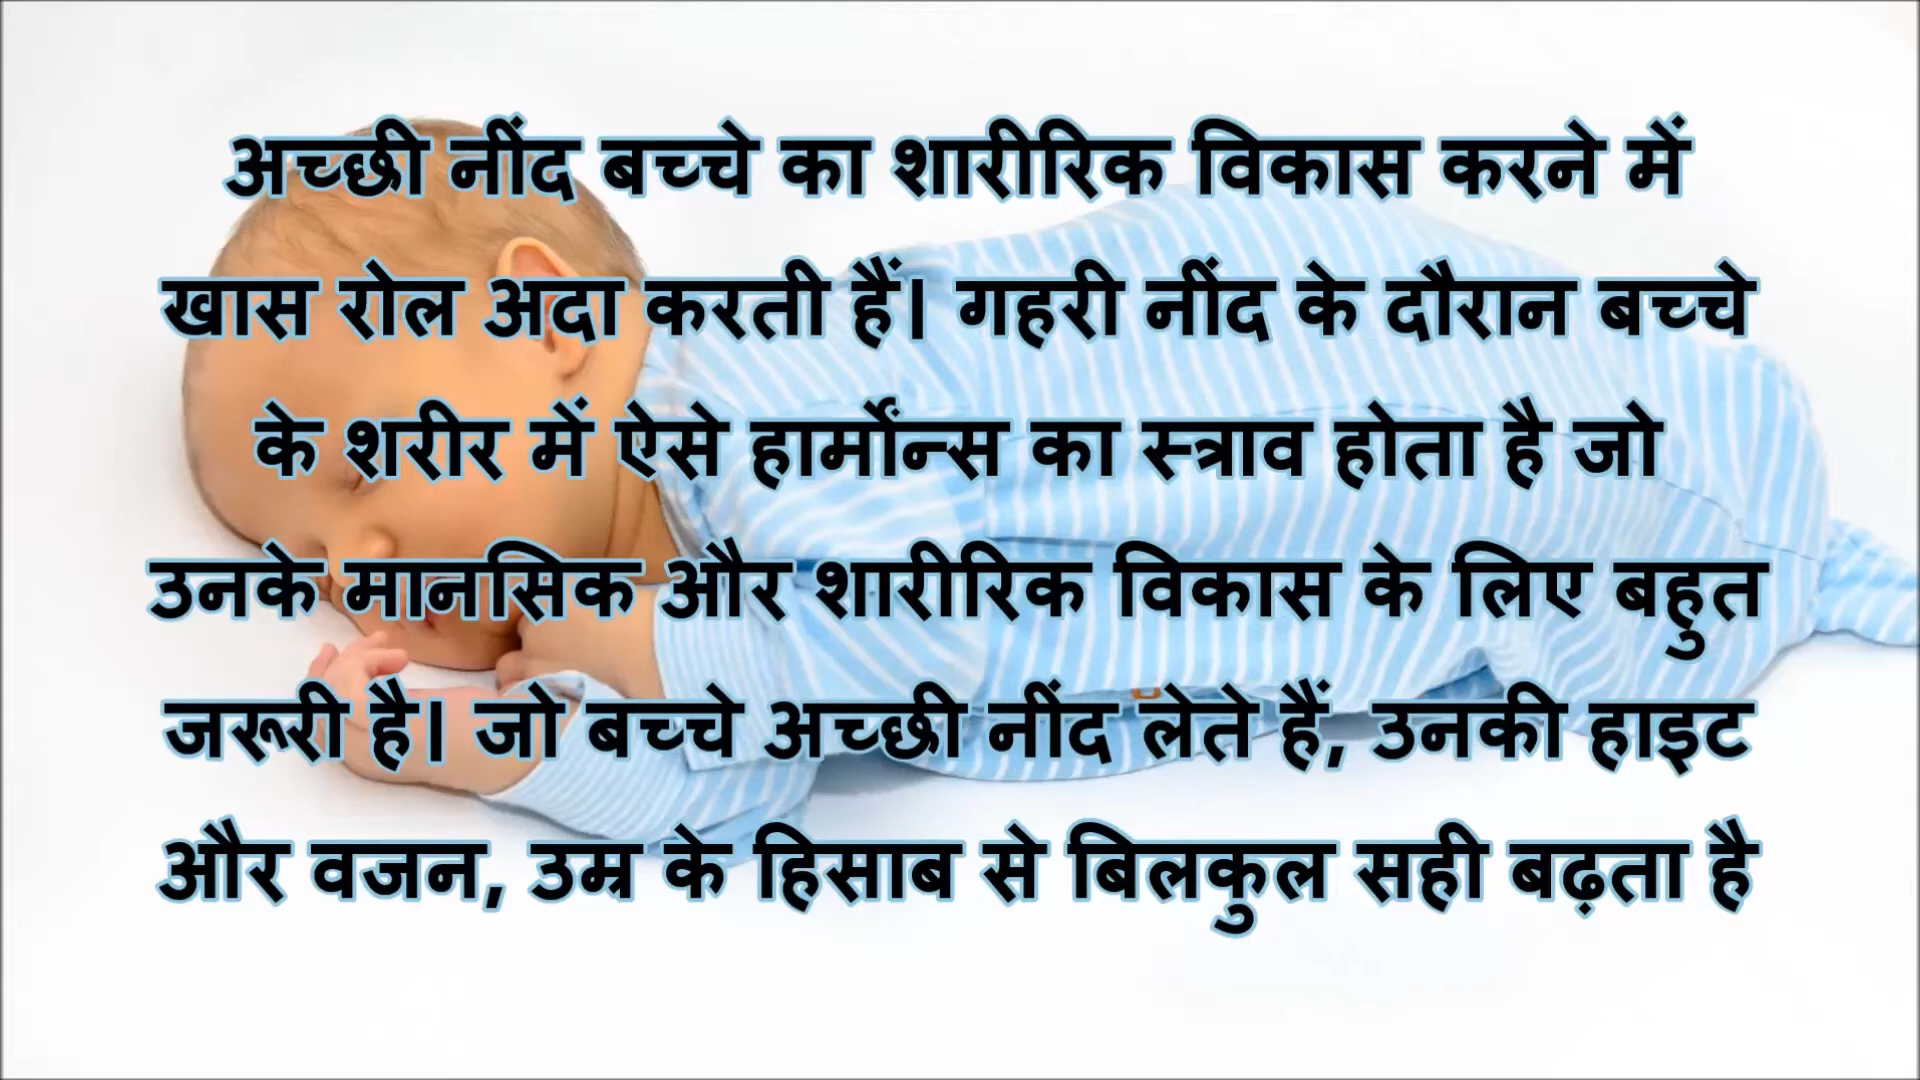 अच्छी नींद बच्चे का शारीरिक विकास करने में
खास रोल अदा करती हैं। गहरी नींद के दौरान बच्चे
के शरीर में ऐसे हार्मोन्स का स्त्राव होता है जो
उनके मानसिक और शारीरिक विकास के लिए बहुत
जरूरी है। जो बच्चे अच्छी नींद लेते हैं, उनकी हाइट
और वजन, उम्र के हिसाब से बिलकुल सही बढ़ता है